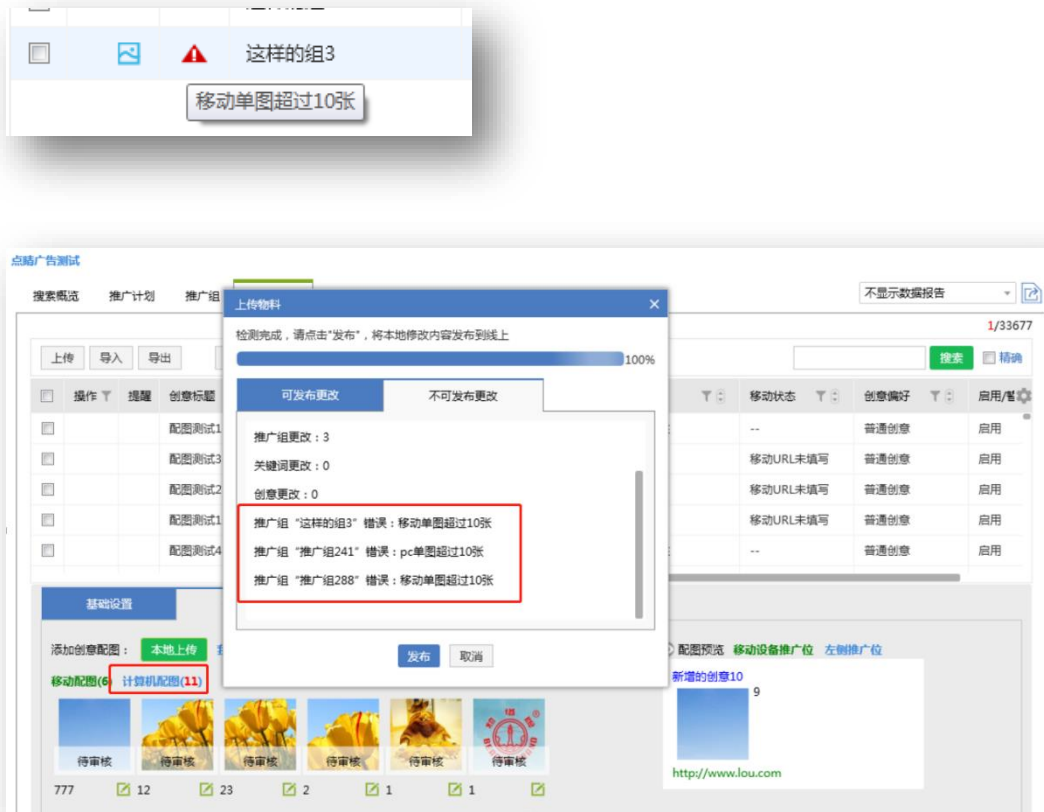 这样的组3
移动单图超过10张
点睛广告测试
搜索概览 推广计划 推广组
不显示数据报告
1/33677
上传 导入 导出
搜索 精确
操作 提醒 创意标题
移动状态 创意偏好 启用/暂
配图测试1 -- 普通创意 启用
配图测试3 移动URL未填写 普通创意 启用
配图测试2 移动URL未填写 普通创意 启用
配图测试1 移动URL未填写 普通创意 启用
配图测试4 -- 普通创意 启用
上传物料
检测完成，请点击"发布"，将本地修改内容发布到线上
100%
可发布更改 不可发布更改
推广组更改：3
关键词更改：0
创意更改：0
推广组 "这样的组3" 错误：移动单图超过10张
推广组 "推广组241" 错误：pc单图超过10张
推广组 "推广组288" 错误：移动单图超过10张
发布 取消
基础设置
添加创意配图： 本地上传
移动配图(6) 计算机配图(11)
配图预览 移动设备推广位 左侧推广位
新增的创意10
9
http://www.lou.com
待审核 待审核 待审核 待审核 待审核 待审核
777 12 23 2 1 1